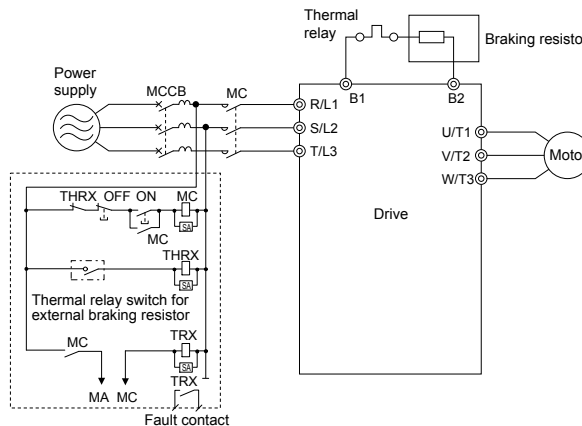 Thermal
relay
Braking resisto
Power
supply
MCCB
MC
B1
B2
R/L1
S/L2
T/L3
U/T1
V/T2
W/T3
Moto
Drive
THRX OFF ON
MC
SA
MC
THRX
SA
Thermal relay switch for
external braking resistor
MC
TRX
SA
MA MC
TRX
Fault contact